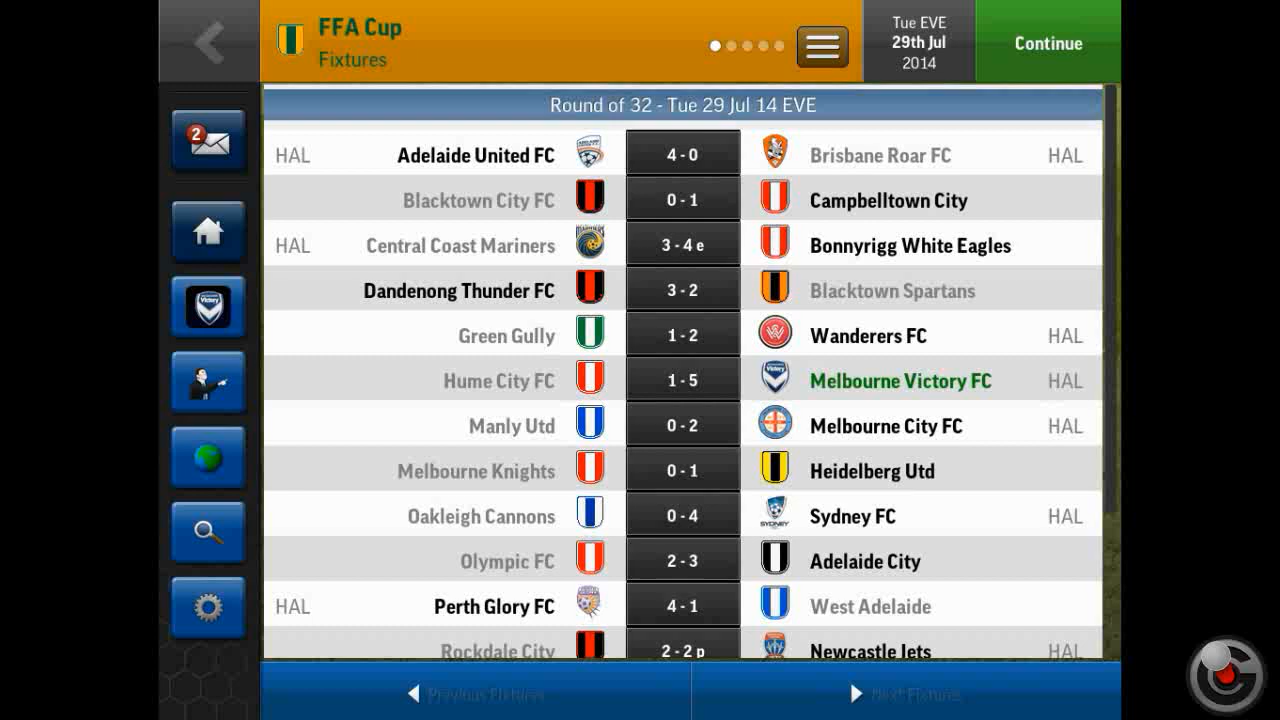 FFA Cup
Fixtures
Tue EVE
29th Jul
2014
Continue
2
Round of 32 - Tue 29 Jul 14 EVE
HAL Adelaide United FC 4 - 0 Brisbane Roar FC HAL
Blacktown City FC 0 - 1 Campbelltown City
HAL Central Coast Mariners 3 - 4 e Bonnyrigg White Eagles
Dandenong Thunder FC 3 - 2 Blacktown Spartans
Green Gully 1 - 2 Wanderers FC HAL
Hume City FC 1 - 5 Melbourne Victory FC HAL
Manly Utd 0 - 2 Melbourne City FC HAL
Melbourne Knights 0 - 1 Heidelberg Utd
Oakleigh Cannons 0 - 4 SYDNEY Sydney FC HAL
Olympic FC 2 - 3 Adelaide City
HAL Perth Glory FC 4 - 1 West Adelaide
Rockdale City 2 - 2 p Newcastle Jets HAL
Previous Fixtures
Next Fixtures